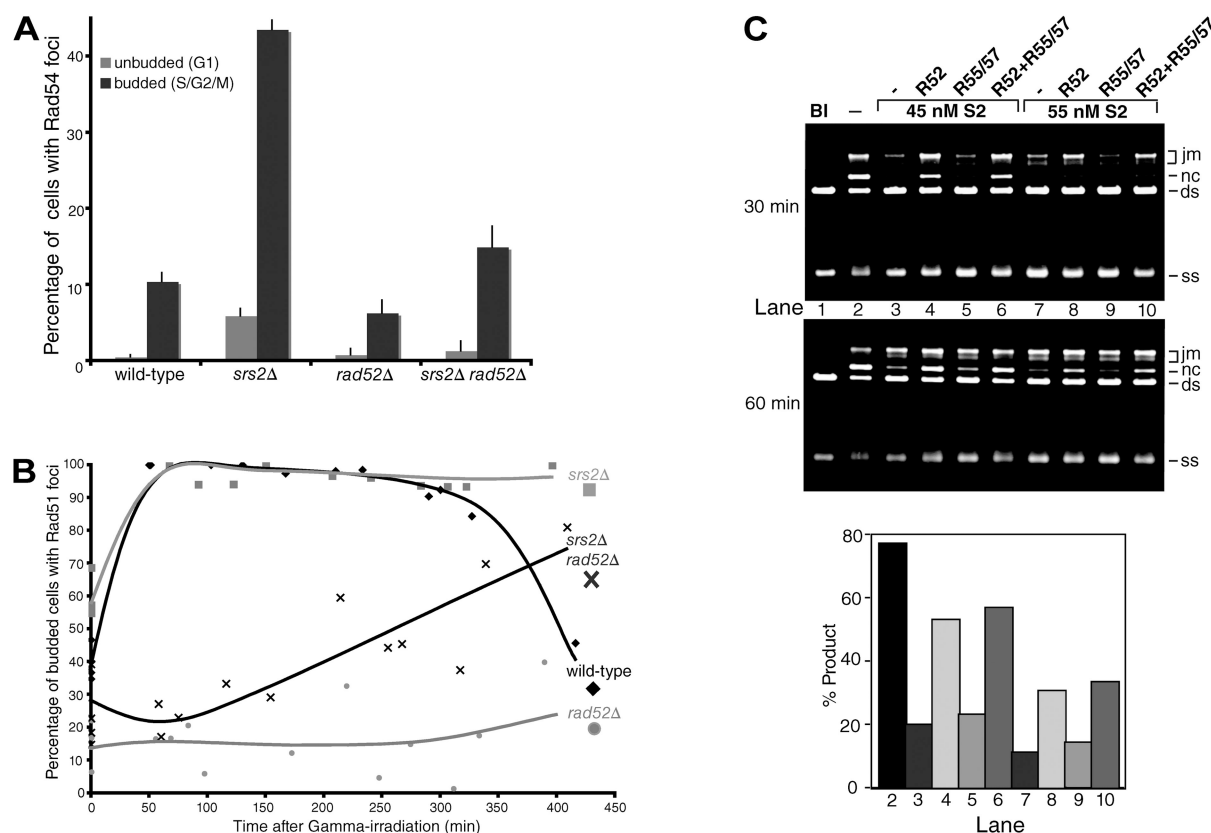 A
Percentage of cells with Rad54 foci
40
30
20
10
0
unbudded (G1)
budded (S/G2/M)
wild-type
srs2Δ
rad52Δ
srs2Δ rad52Δ
B
Percentage of budded cells with Rad51 foci
100
90
80
70
60
50
40
30
20
10
0
0
50
100
150
200
250
300
350
400
450
Time after Gamma-irradiation (min)
srs2Δ
srs2Δ
rad52Δ
wild-type
rad52Δ
C
- R52 R55/57 R52+R55/57 - R52 R55/57 R52+R55/57
Bl – 45 nM S2 55 nM S2
30 min
jm
nc
ds
ss
Lane 1 2 3 4 5 6 7 8 9 10
60 min
jm
nc
ds
ss
% Product
80
60
40
20
0
2 3 4 5 6 7 8 9 10
Lane